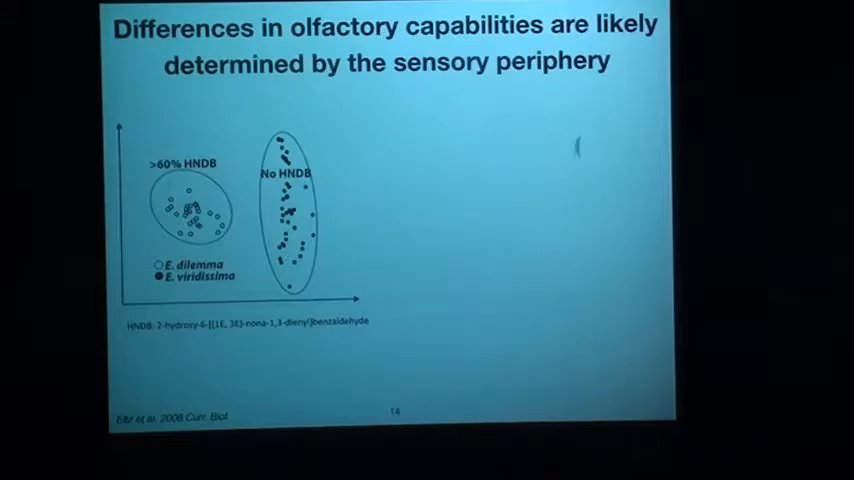 Differences in olfactory capabilities are likely
determined by the sensory periphery
>60% HNDB
No HNDB
E. dilemma
E. viridissima
HNDB: 2-hydroxy-6-[(1E, 3E)-nona-1,3-dienyl]benzaldehyde
Eltz et al. 2008 Curr. Biol.
14